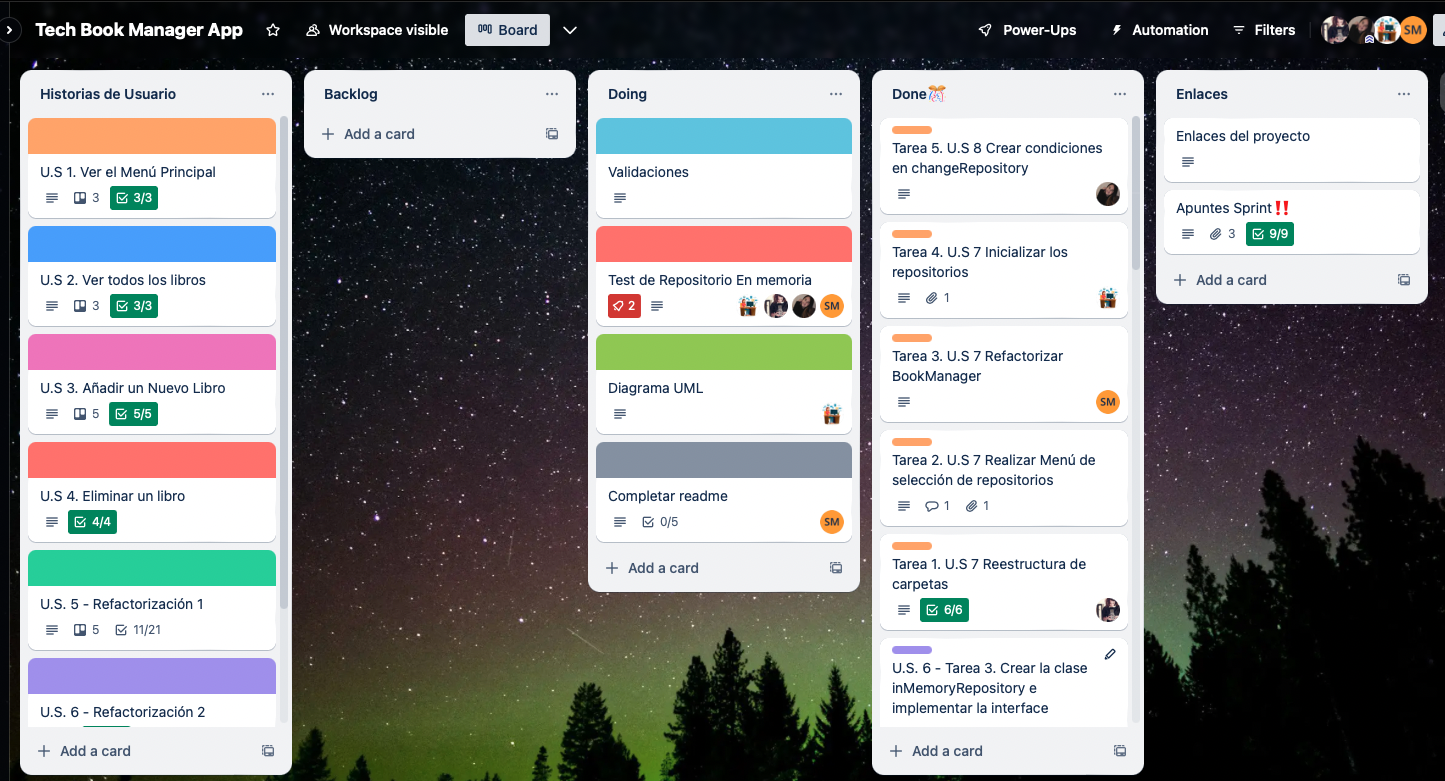 Tech Book Manager App
Workspace visible
Board
Power-Ups
Automation
Filters
SM
Historias de Usuario
U.S 1. Ver el Menú Principal
3
3/3
U.S 2. Ver todos los libros
3
3/3
U.S 3. Añadir un Nuevo Libro
5
5/5
U.S 4. Eliminar un libro
4/4
U.S. 5 - Refactorización 1
5
11/21
U.S. 6 - Refactorización 2
+ Add a card
Backlog
+ Add a card
Doing
Validaciones
Test de Repositorio En memoria
2
SM
Diagrama UML
Completar readme
0/5
SM
+ Add a card
Done🎊
Tarea 5. U.S 8 Crear condiciones
en changeRepository
Tarea 4. U.S 7 Inicializar los
repositorios
1
Tarea 3. U.S 7 Refactorizar
BookManager
SM
Tarea 2. U.S 7 Realizar Menú de
selección de repositorios
1
1
Tarea 1. U.S 7 Reestructura de
carpetas
6/6
U.S. 6 - Tarea 3. Crear la clase
inMemoryRepository e
implementar la interface
+ Add a card
Enlaces
Enlaces del proyecto
Apuntes Sprint‼️
3
9/9
+ Add a card